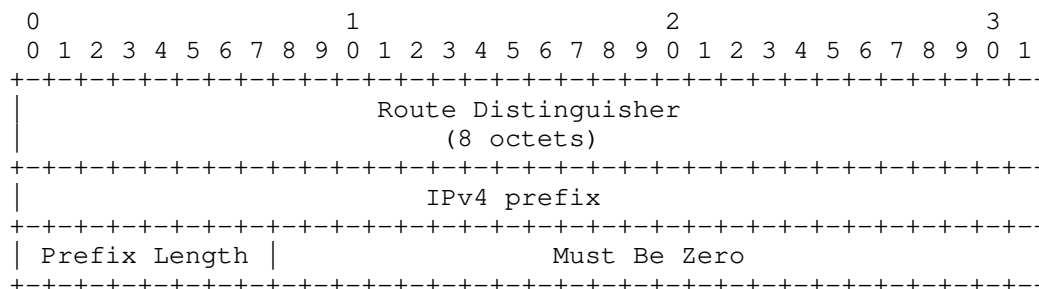 0                   1                   2                   3
 0 1 2 3 4 5 6 7 8 9 0 1 2 3 4 5 6 7 8 9 0 1 2 3 4 5 6 7 8 9 0 1
+-+-+-+-+-+-+-+-+-+-+-+-+-+-+-+-+-+-+-+-+-+-+-+-+-+-+-+-+-+-+-+-
|                      Route Distinguisher
|                          (8 octets)
+-+-+-+-+-+-+-+-+-+-+-+-+-+-+-+-+-+-+-+-+-+-+-+-+-+-+-+-+-+-+-+-
|                         IPv4 prefix
+-+-+-+-+-+-+-+-+-+-+-+-+-+-+-+-+-+-+-+-+-+-+-+-+-+-+-+-+-+-+-+-
| Prefix Length |                 Must Be Zero
+-+-+-+-+-+-+-+-+-+-+-+-+-+-+-+-+-+-+-+-+-+-+-+-+-+-+-+-+-+-+-+-